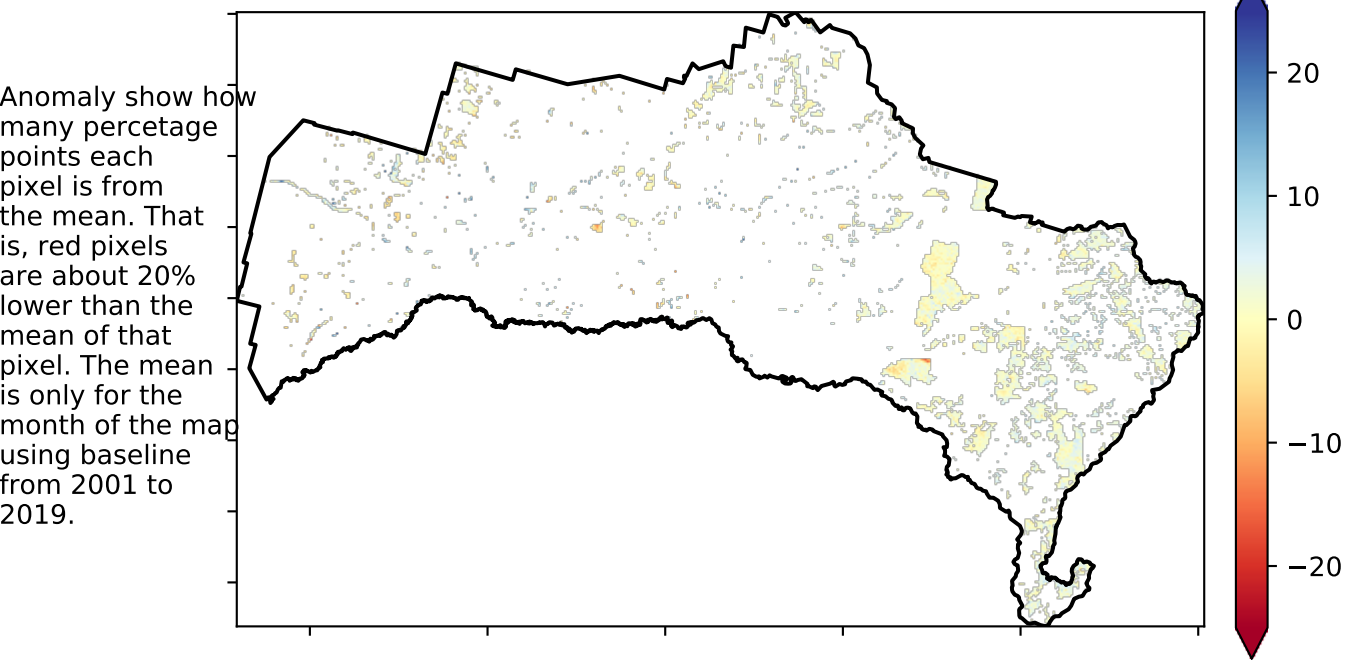 Anomaly show how
many percetage
points each
pixel is from
the mean. That
is, red pixels
are about 20%
lower than the
mean of that
pixel. The mean
is only for the
month of the map
using baseline
from 2001 to
2019.
20
10
0
−10
−20